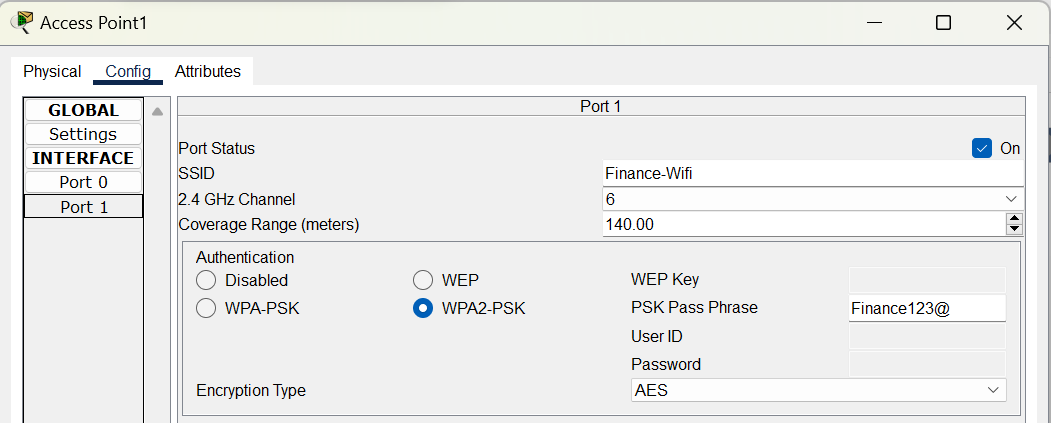 Access Point1
Physical Config Attributes
GLOBAL
Settings
INTERFACE
Port 0
Port 1
Port 1
Port Status On
SSID Finance-Wifi
2.4 GHz Channel 6
Coverage Range (meters) 140.00
Authentication
Disabled WEP WEP Key
WPA-PSK WPA2-PSK PSK Pass Phrase Finance123@
User ID
Password
Encryption Type AES